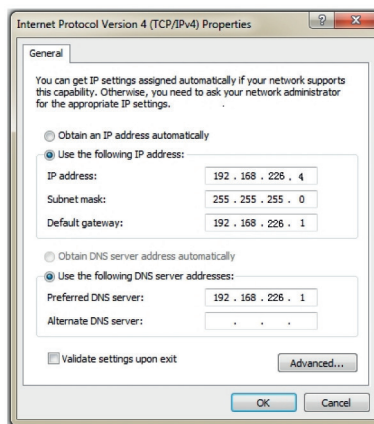 Internet Protocol Version 4 (TCP/IPv4) Properties
General
You can get IP settings assigned automatically if your network supports
this capability. Otherwise, you need to ask your network administrator
for the appropriate IP settings.
Obtain an IP address automatically
Use the following IP address:
IP address: 192 . 168 . 226 . 4
Subnet mask: 255 . 255 . 255 . 0
Default gateway: 192 . 168 . 226 . 1
Obtain DNS server address automatically
Use the following DNS server addresses:
Preferred DNS server: 192 . 168 . 226 . 1
Alternate DNS server: . . .
Validate settings upon exit
Advanced...
OK Cancel